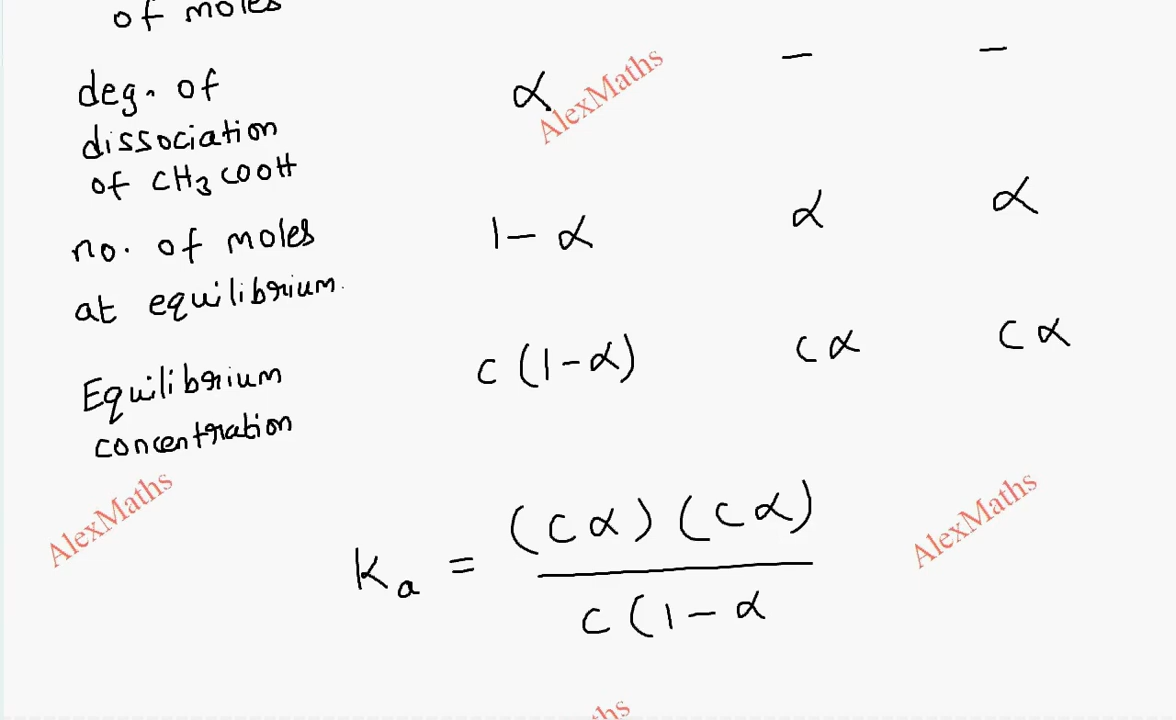 of moles
deg. of α - -
dissociation
of CH3COOH
no. of moles 1-α α α
at equilibrium.
Equilibrium C(1-α) Cα Cα
concentration
Ka = (Cα)(Cα)
C(1-α
AlexMaths
AlexMaths
AlexMaths